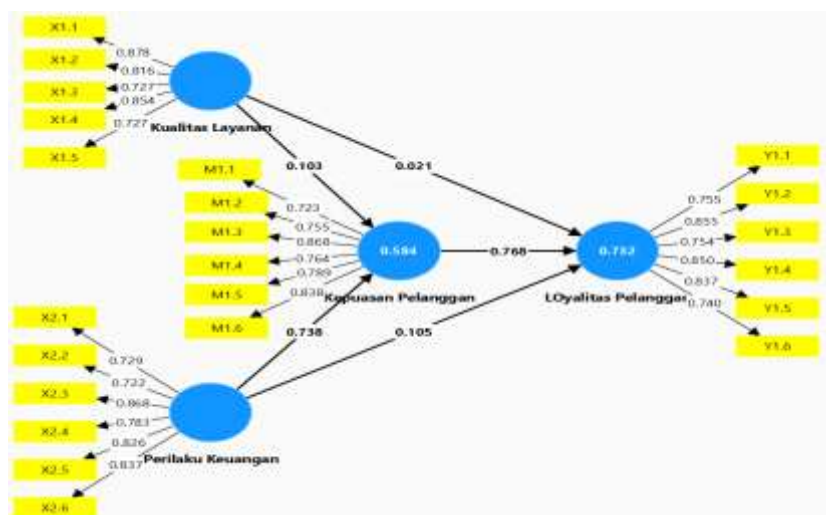 X1.1
X1.2
X1.3
X1.4
X1.5
0.878
0.816
0.727
0.854
0.727
Kualitas Layanan
0.103
0.021
M1.1
M1.2
M1.3
M1.4
M1.5
M1.6
0.723
0.755
0.868
0.764
0.789
0.838
0.584
Kepuasan Pelanggan
0.768
0.752
LOyalitas Pelanggan
0.738
0.105
Y1.1
Y1.2
Y1.3
Y1.4
Y1.5
Y1.6
0.755
0.855
0.754
0.850
0.837
0.740
X2.1
X2.2
X2.3
X2.4
X2.5
X2.6
0.729
0.722
0.868
0.783
0.826
0.837
Perilaku Keuangan